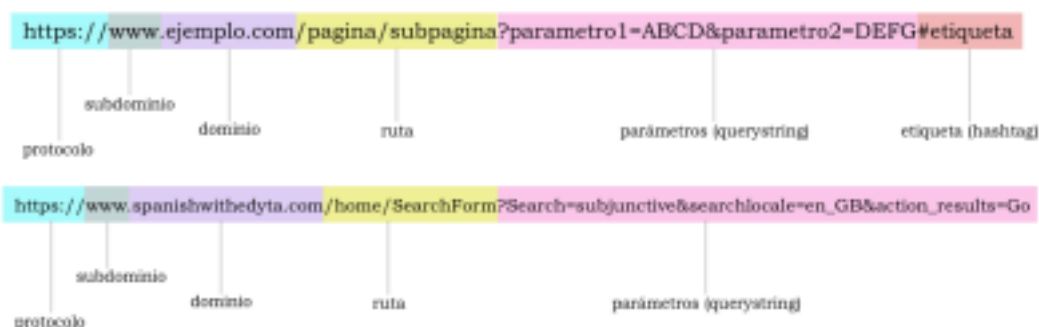 https://www.ejemplo.com/pagina/subpagina?parametro1=ABCD&parametro2=DEFG#etiqueta
subdominio
dominio ruta parámetros (querystring) etiqueta (hashtag)
protocolo
https://www.spanishwithedyta.com/home/SearchForm?Search=subjunctive&searchlocale=en_GB&action_results=Go
subdominio
dominio ruta parámetros (querystring)
protocolo